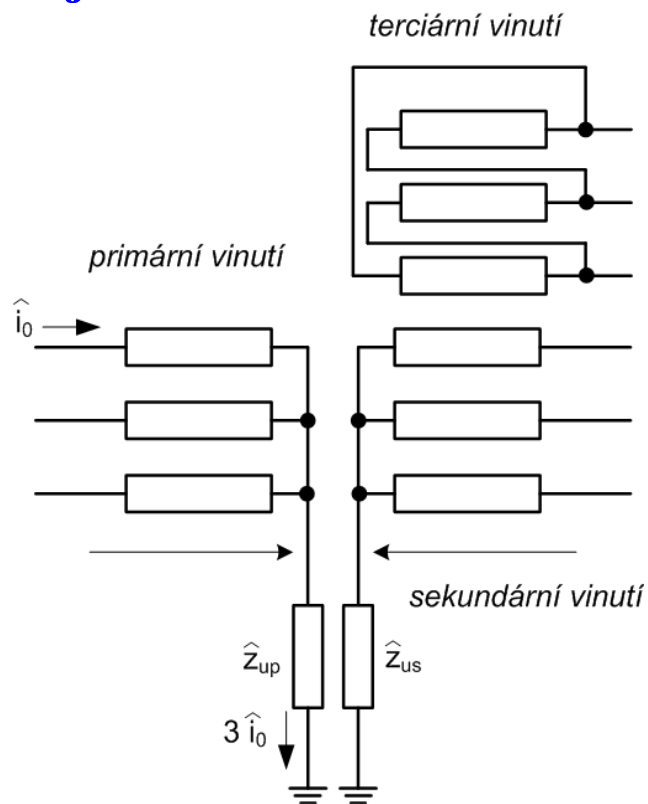 terciární vinutí
primární vinutí
î₀
sekundární vinutí
ẑup
ẑus
3 î₀